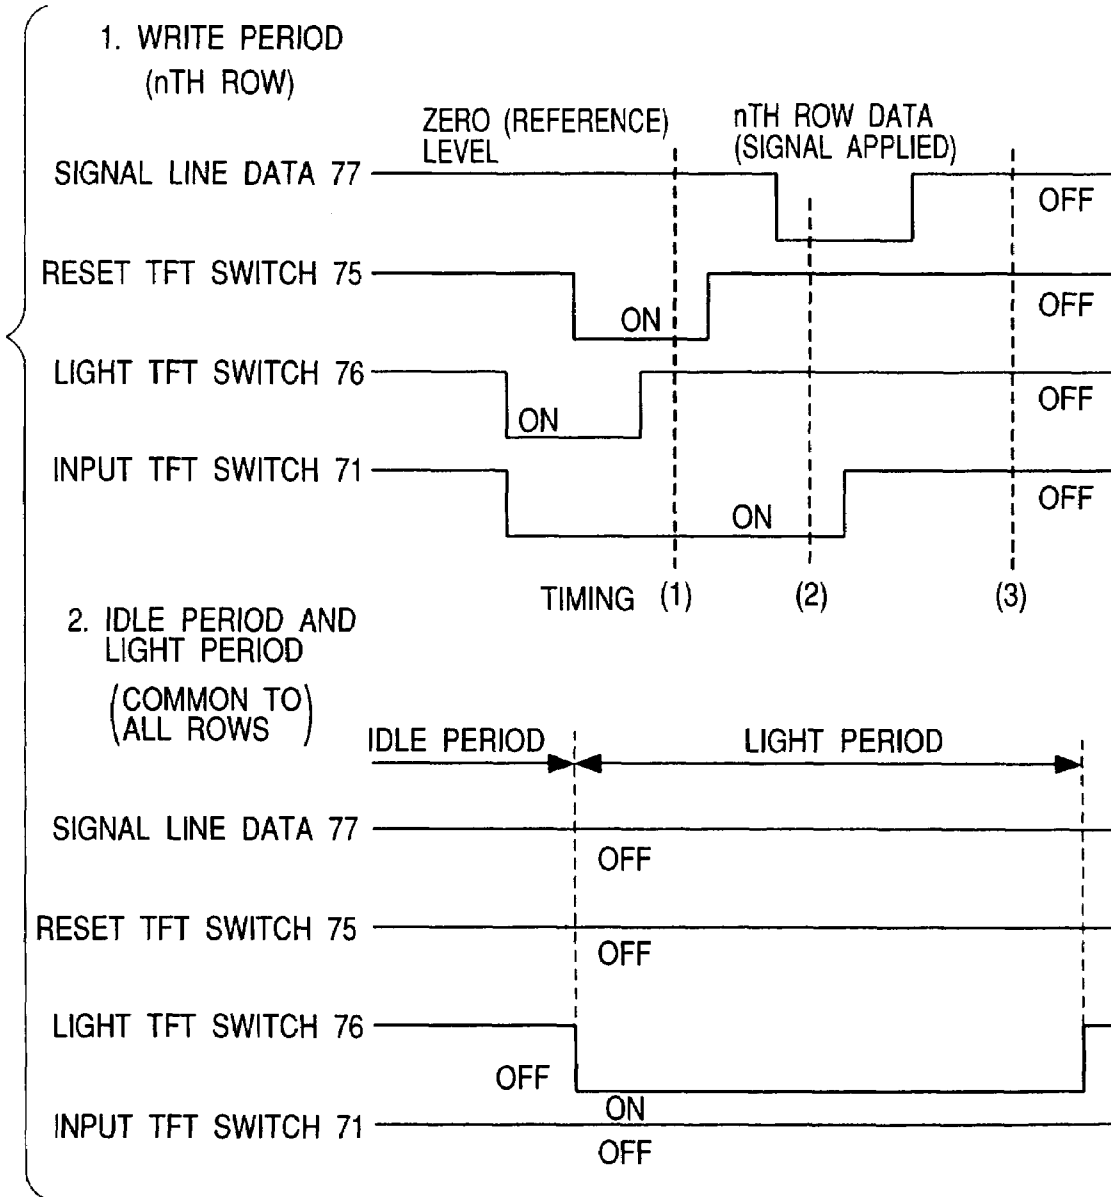 1. WRITE PERIOD
(nTH ROW)
ZERO (REFERENCE)
LEVEL
nTH ROW DATA
(SIGNAL APPLIED)
SIGNAL LINE DATA 77
OFF
RESET TFT SWITCH 75
ON
OFF
LIGHT TFT SWITCH 76
ON
OFF
INPUT TFT SWITCH 71
ON
OFF
TIMING (1) (2) (3)
2. IDLE PERIOD AND
LIGHT PERIOD
(COMMON TO
ALL ROWS)
IDLE PERIOD LIGHT PERIOD
SIGNAL LINE DATA 77
OFF
RESET TFT SWITCH 75
OFF
LIGHT TFT SWITCH 76
OFF
ON
INPUT TFT SWITCH 71
OFF